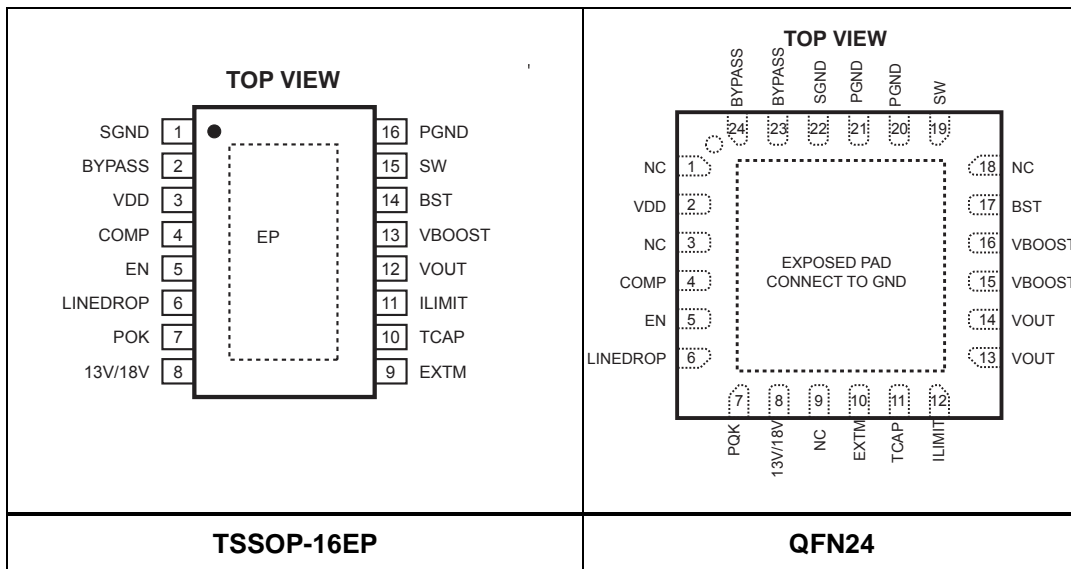 TOP VIEW
SGND 1 16 PGND
BYPASS 2 15 SW
VDD 3 14 BST
COMP 4 EP 13 VBOOST
EN 5 12 VOUT
LINEDROP 6 11 ILIMIT
POK 7 10 TCAP
13V/18V 8 9 EXTM
TSSOP-16EP
TOP VIEW
BYPASS BYPASS SGND PGND PGND SW
24 23 22 21 20 19
NC 1 18 NC
VDD 2 17 BST
NC 3 16 VBOOST
COMP 4 EXPOSED PAD 15 VBOOST
CONNECT TO GND
EN 5 14 VOUT
LINEDROP 6 13 VOUT
7 8 9 10 11 12
PQK 13V/18V NC EXTM TCAP ILIMIT
QFN24